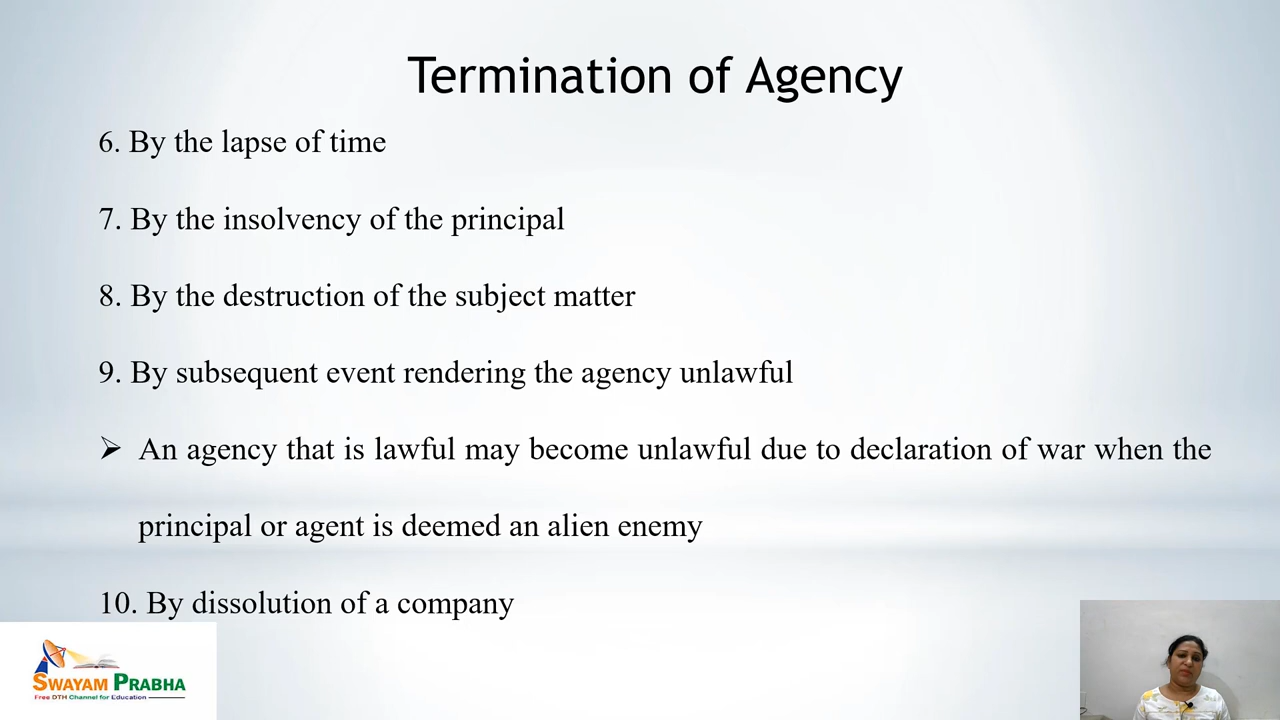 Termination of Agency
6. By the lapse of time
7. By the insolvency of the principal
8. By the destruction of the subject matter
9. By subsequent event rendering the agency unlawful
➢ An agency that is lawful may become unlawful due to declaration of war when the
principal or agent is deemed an alien enemy
10. By dissolution of a company
SWAYAM PRABHA
Free DTH Channel for Education